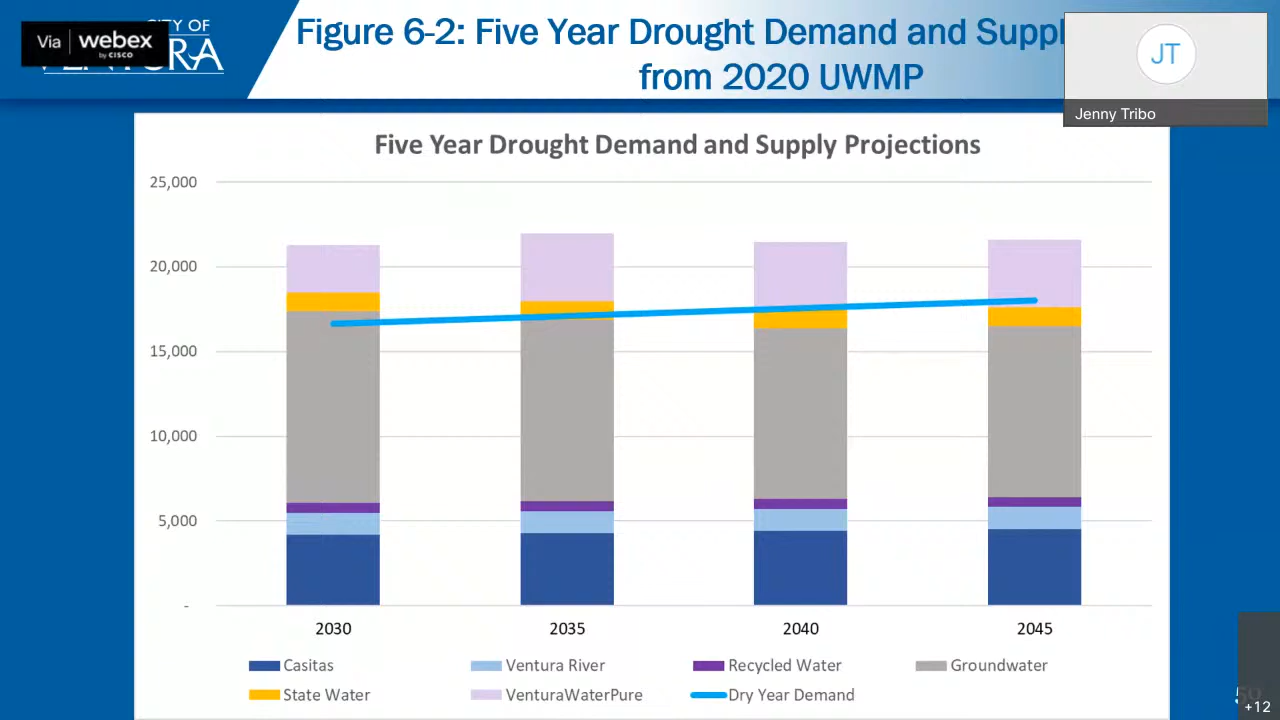 Via webex
by CISCO
CITY OF
Figure 6-2: Five Year Drought Demand and
from 2020 UWMP
JT
Jenny Tribo
Five Year Drought Demand and Supply Projections
25,000
20,000
15,000
10,000
5,000
-
2030 2035 2040 2045
Casitas Ventura River Recycled Water Groundwater
State Water VenturaWaterPure Dry Year Demand
+12